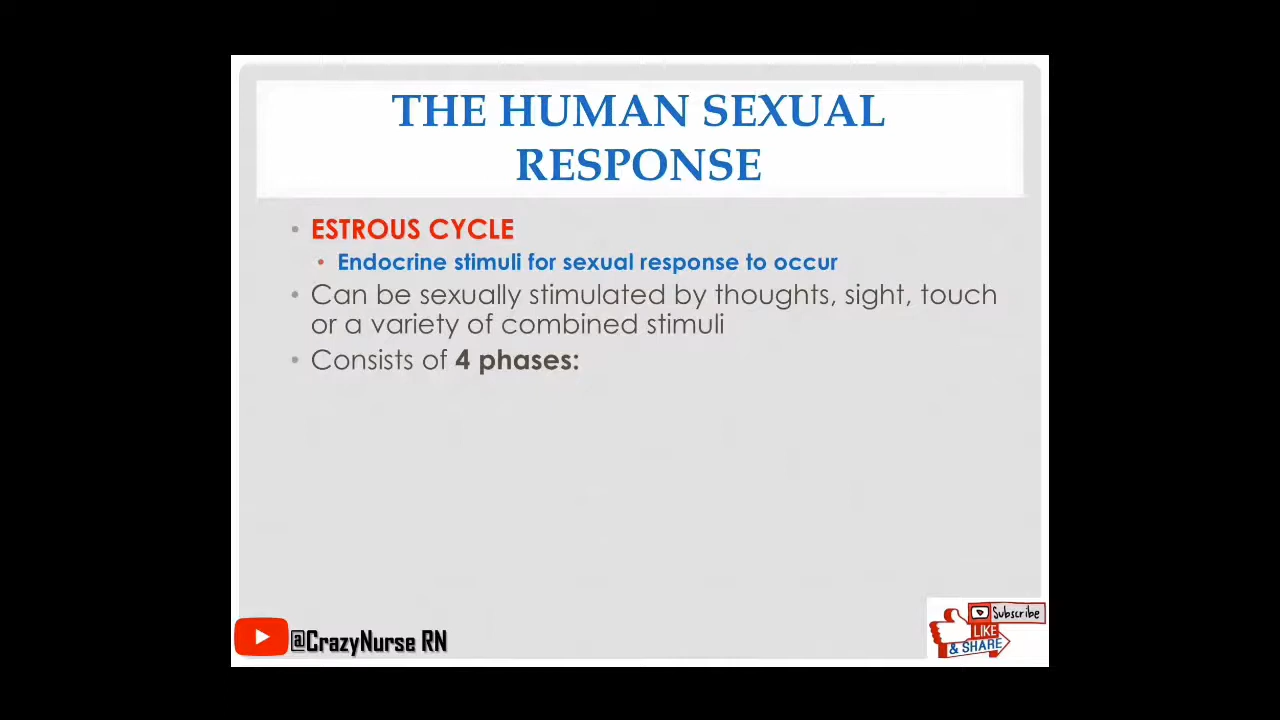 THE HUMAN SEXUAL
RESPONSE
• ESTROUS CYCLE
• Endocrine stimuli for sexual response to occur
• Can be sexually stimulated by thoughts, sight, touch
or a variety of combined stimuli
• Consists of 4 phases:
@CrazyNurse RN
Subscribe
LIKE
& SHARE